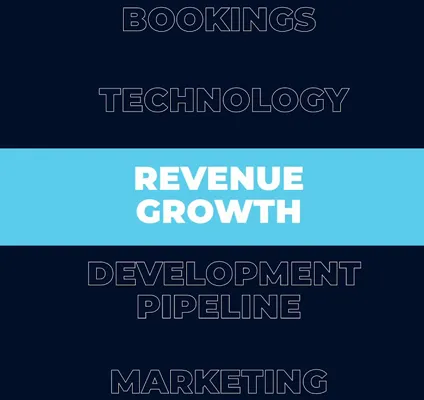 BOOKINGS
TECHNOLOGY
REVENUE
GROWTH
DEVELOPMENT
PIPELINE
MARKETING